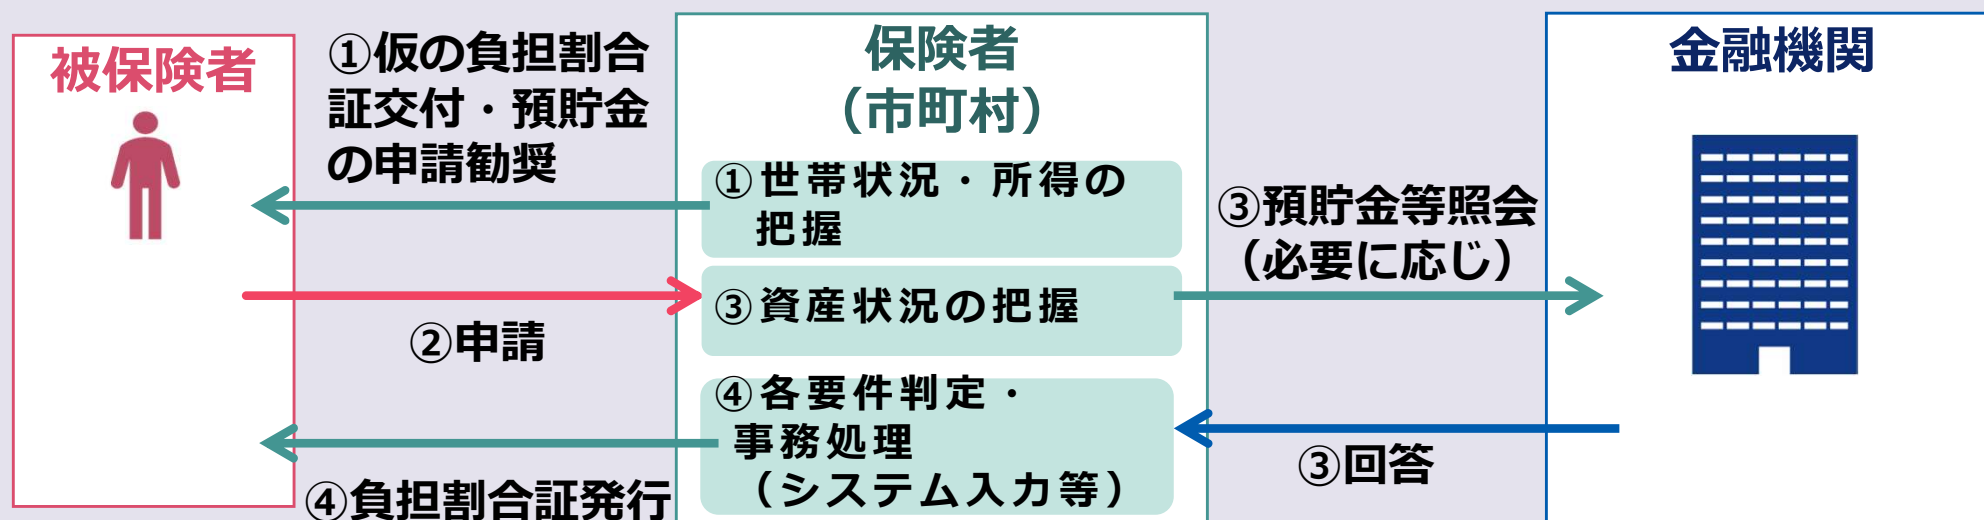 被保険者
①仮の負担割合
証交付・預貯金
の申請勧奨
②申請
④負担割合証発行
保険者
（市町村）
①世帯状況・所得の
把握
③資産状況の把握
④各要件判定・
事務処理
（システム入力等）
③預貯金等照会
（必要に応じ）
③回答
金融機関